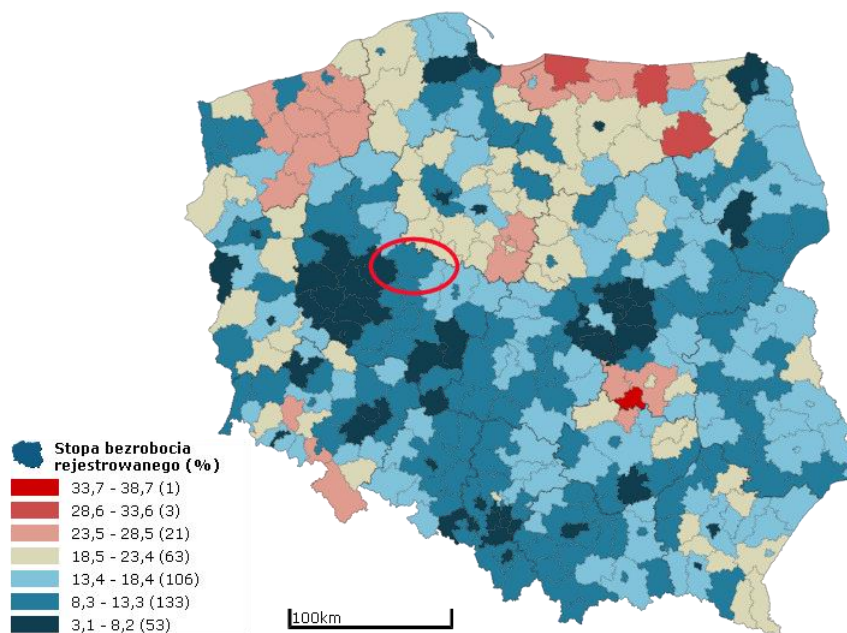 Stopa bezrobocia
rejestrowanego (%)
33,7 - 38,7 (1)
28,6 - 33,6 (3)
23,5 - 28,5 (21)
18,5 - 23,4 (63)
13,4 - 18,4 (106)
8,3 - 13,3 (133)
3,1 - 8,2 (53)
100km